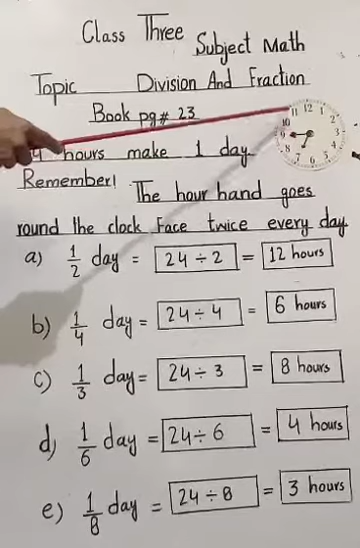 Class Three
Subject Math
Topic Division And Fraction
Book pg# 23
hours make 1 day
Remember! The hour hand goes
round the clock Face twice every day.
a) 1/2 day = 24 ÷ 2 = 12 hours
b) 1/4 day = 24 ÷ 4 = 6 hours
c) 1/3 day = 24 ÷ 3 = 8 hours
d) 1/6 day = 24 ÷ 6 = 4 hours
e) 1/8 day = 24 ÷ 8 = 3 hours